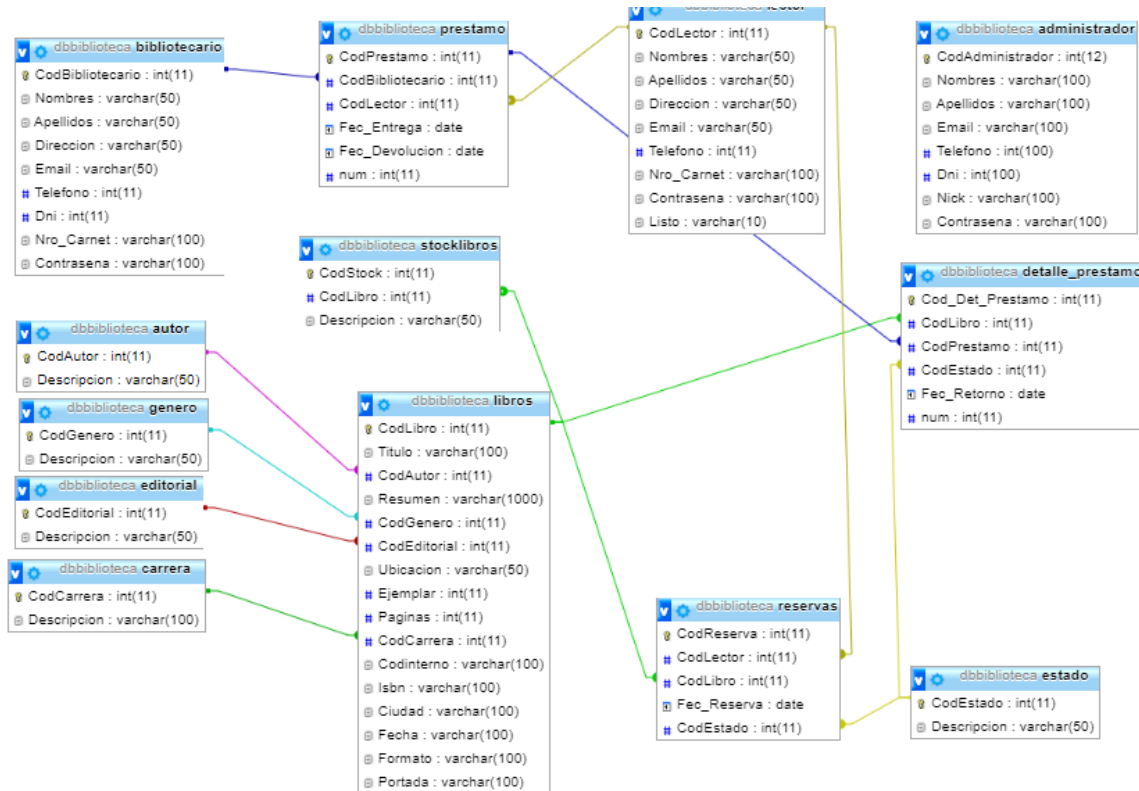 dbbiblioteca bibliotecario
CodBibliotecario : int(11)
Nombres : varchar(50)
Apellidos : varchar(50)
Direccion : varchar(50)
Email : varchar(50)
# Telefono : int(11)
# Dni : int(11)
Nro_Carnet : varchar(100)
Contrasena : varchar(100)
dbbiblioteca prestamo
CodPrestamo : int(11)
# CodBibliotecario : int(11)
# CodLector : int(11)
Fec_Entrega : date
Fec_Devolucion : date
# num : int(11)
lector
CodLector : int(11)
Nombres : varchar(50)
Apellidos : varchar(50)
Direccion : varchar(50)
Email : varchar(50)
# Telefono : int(11)
Nro_Carnet : varchar(100)
Contrasena : varchar(100)
Listo : varchar(10)
dbbiblioteca administrador
CodAdministrador : int(12)
Nombres : varchar(100)
Apellidos : varchar(100)
Email : varchar(100)
# Telefono : int(100)
# Dni : int(100)
Nick : varchar(100)
Contrasena : varchar(100)
dbbiblioteca stocklibros
CodStock : int(11)
# CodLibro : int(11)
Descripcion : varchar(50)
dbbiblioteca detalle_prestamo
Cod_Det_Prestamo : int(11)
# CodLibro : int(11)
# CodPrestamo : int(11)
# CodEstado : int(11)
Fec_Retorno : date
# num : int(11)
dbbiblioteca autor
CodAutor : int(11)
Descripcion : varchar(50)
dbbiblioteca genero
CodGenero : int(11)
Descripcion : varchar(50)
dbbiblioteca editorial
CodEditorial : int(11)
Descripcion : varchar(50)
dbbiblioteca carrera
CodCarrera : int(11)
Descripcion : varchar(100)
dbbiblioteca libros
CodLibro : int(11)
Titulo : varchar(100)
# CodAutor : int(11)
Resumen : varchar(1000)
# CodGenero : int(11)
# CodEditorial : int(11)
Ubicacion : varchar(50)
# Ejemplar : int(11)
# Paginas : int(11)
# CodCarrera : int(11)
Codinterno : varchar(100)
Isbn : varchar(100)
Ciudad : varchar(100)
Fecha : varchar(100)
Formato : varchar(100)
Portada : varchar(100)
dbbiblioteca reservas
CodReserva : int(11)
# CodLector : int(11)
# CodLibro : int(11)
Fec_Reserva : date
# CodEstado : int(11)
dbbiblioteca estado
CodEstado : int(11)
Descripcion : varchar(50)